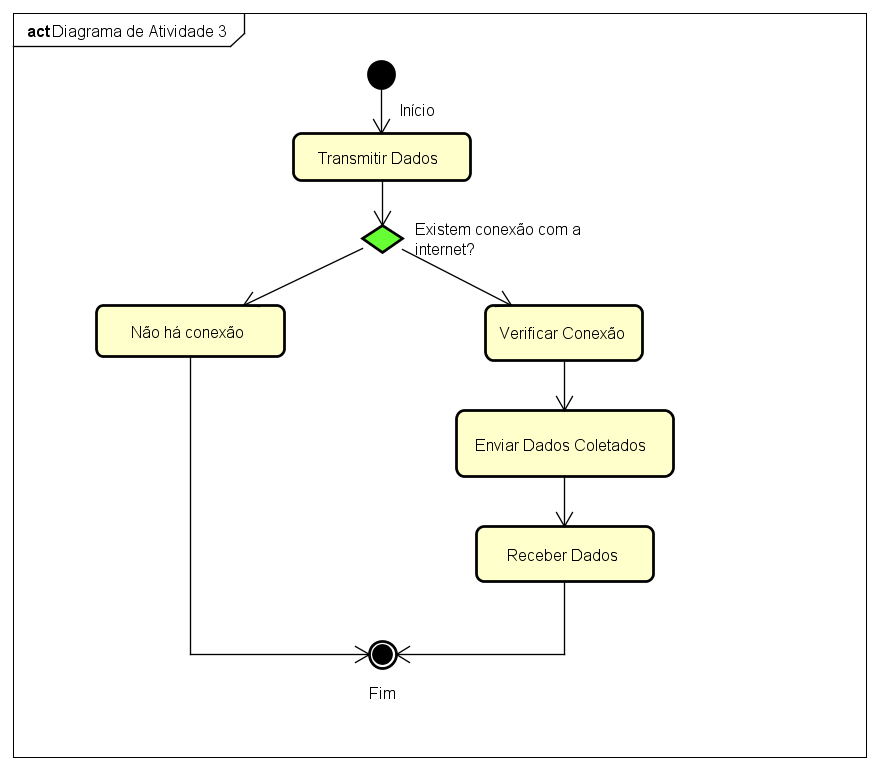 act Diagrama de Atividade 3
Início
Transmitir Dados
Existem conexão com a
internet?
Não há conexão
Verificar Conexão
Enviar Dados Coletados
Receber Dados
Fim